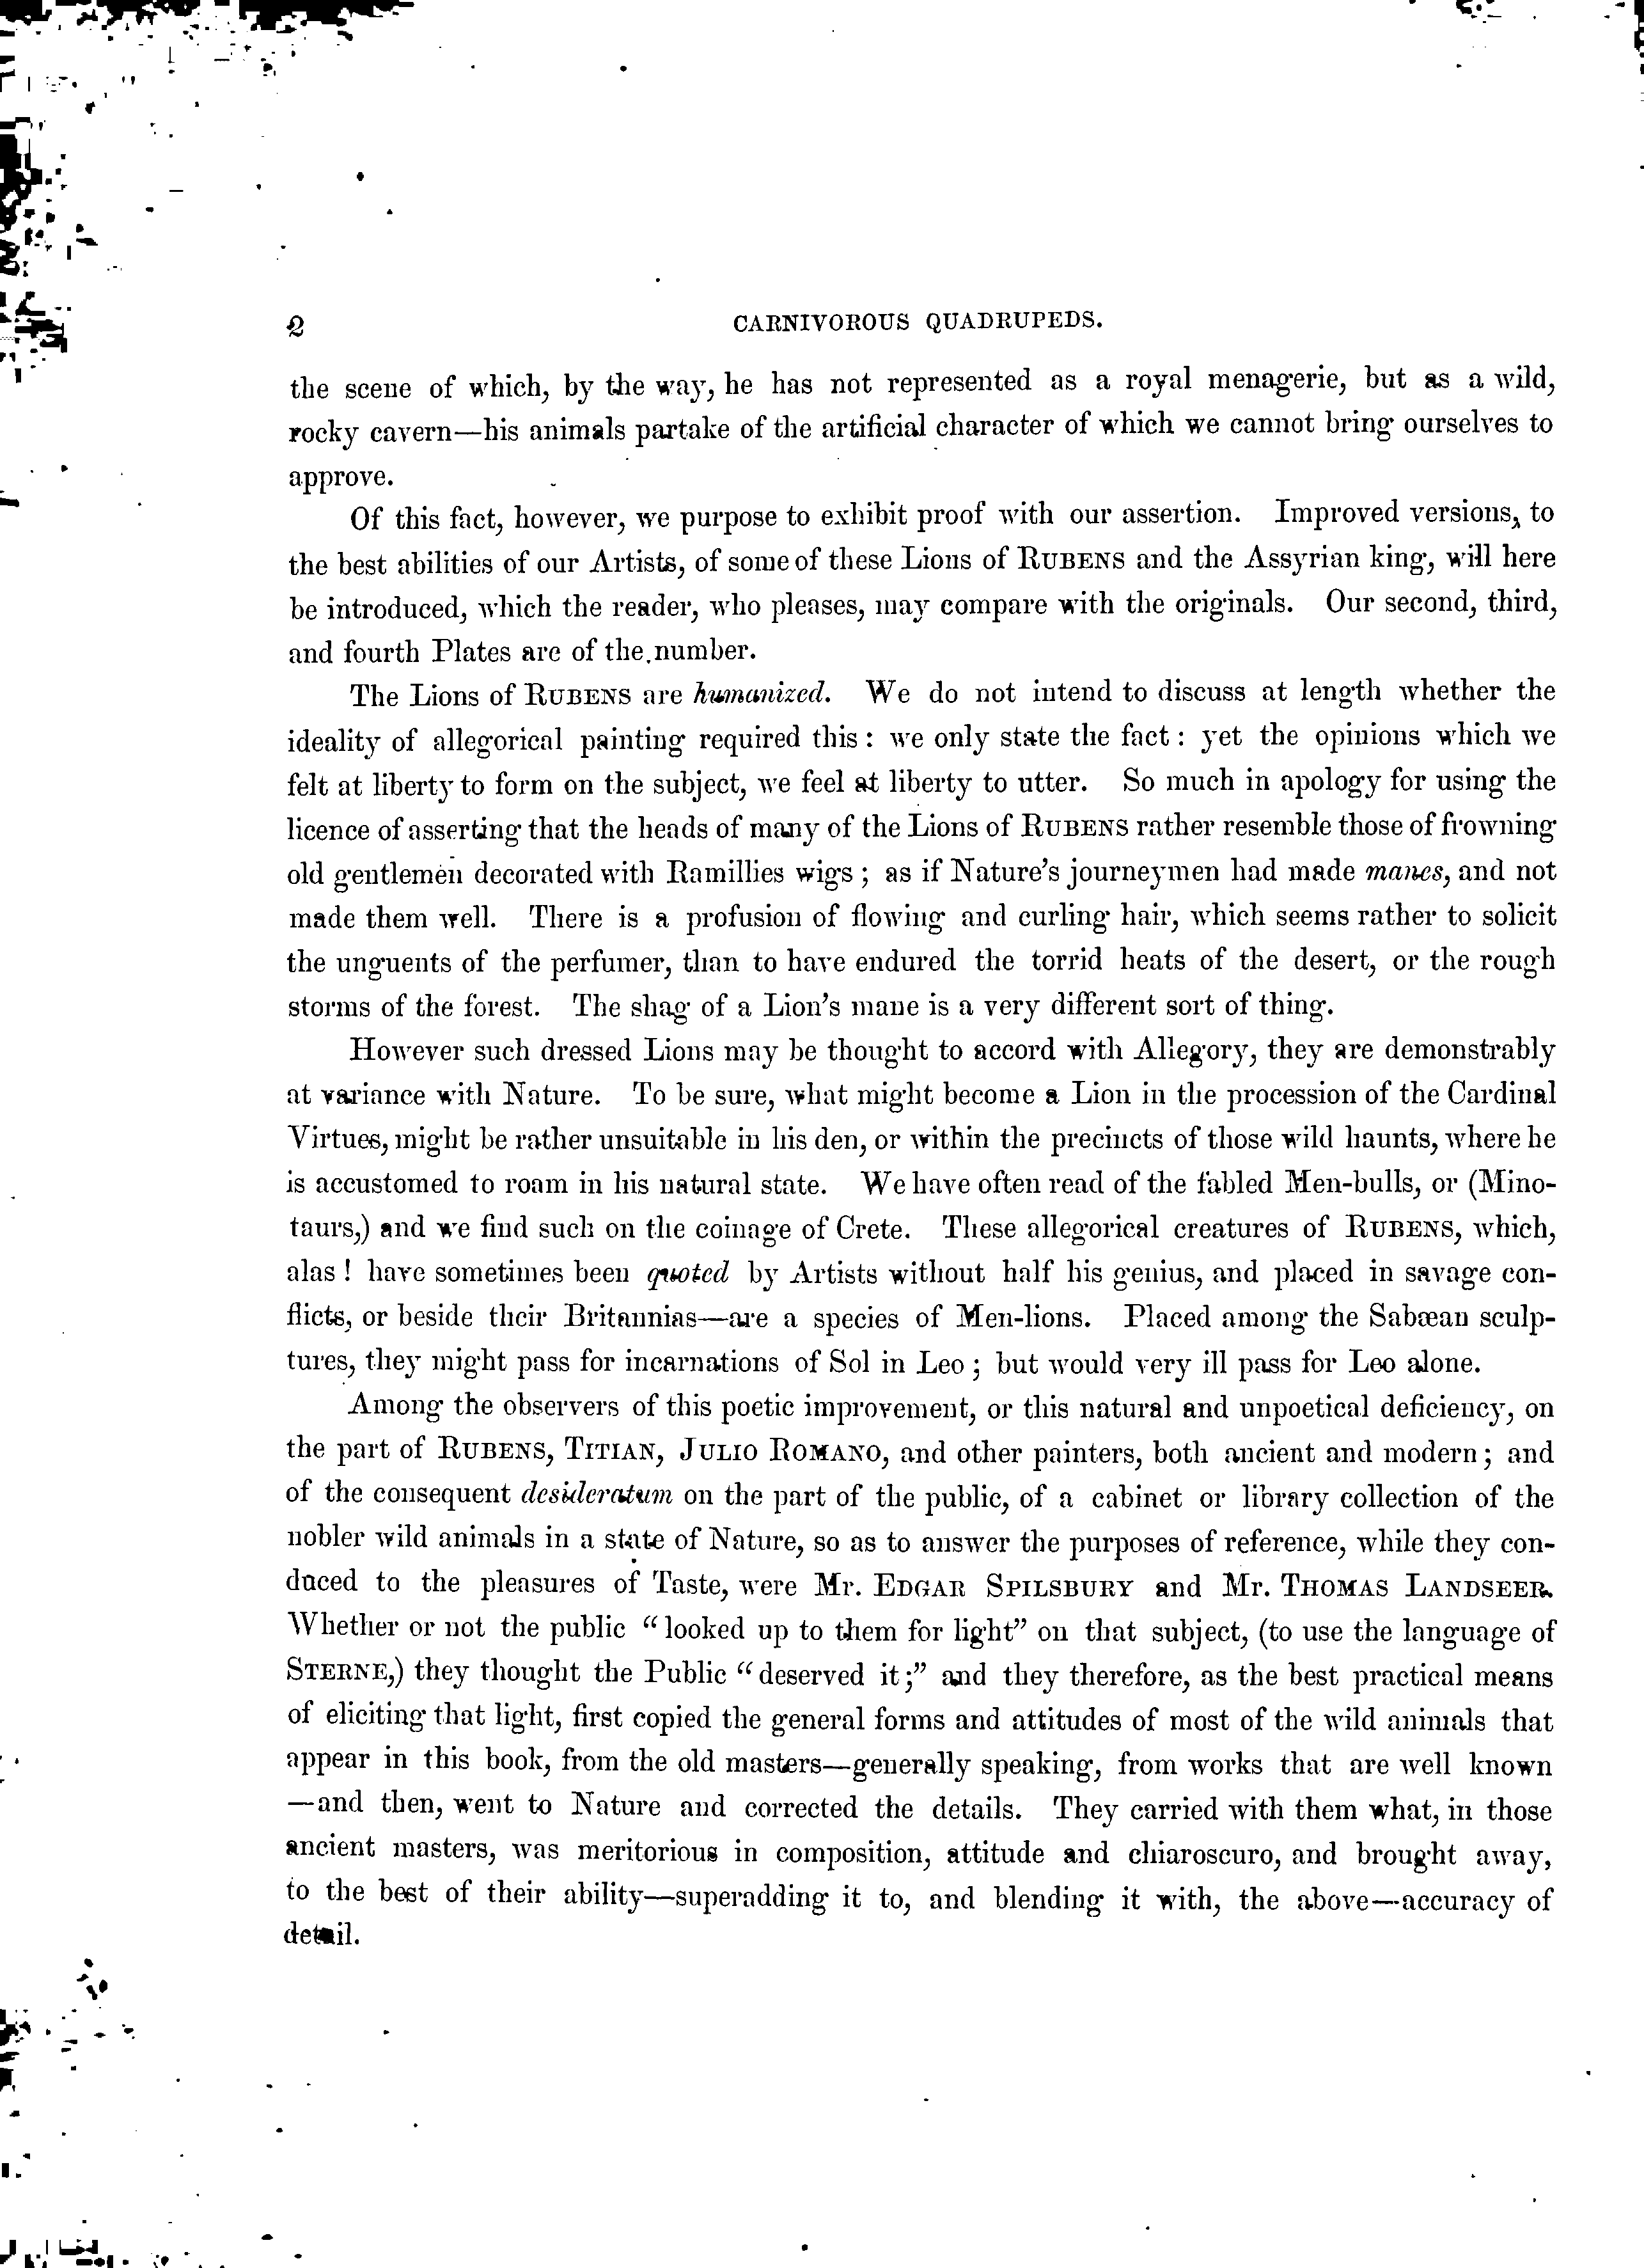 2 CARNIVOROUS QUADRUPEDS.
the scene of which, by the way, he has not represented as a royal menagerie, but as a wild,
rocky cavern—his animals partake of the artificial character of which we cannot bring ourselves to
approve.
Of this fact, however, we purpose to exhibit proof with our assertion. Improved versions, to
the best abilities of our Artists, of some of these Lions of RUBENS and the Assyrian king, will here
be introduced, which the reader, who pleases, may compare with the originals. Our second, third,
and fourth Plates are of the number.
The Lions of RUBENS are humanized. We do not intend to discuss at length whether the
ideality of allegorical painting required this : we only state the fact : yet the opinions which we
felt at liberty to form on the subject, we feel at liberty to utter. So much in apology for using the
licence of asserting that the heads of many of the Lions of RUBENS rather resemble those of frowning
old gentlemen decorated with Ramillies wigs ; as if Nature's journeymen had made manes, and not
made them well. There is a profusion of flowing and curling hair, which seems rather to solicit
the unguents of the perfumer, than to have endured the torrid heats of the desert, or the rough
storms of the forest. The shag of a Lion's mane is a very different sort of thing.
However such dressed Lions may be thought to accord with Allegory, they are demonstrably
at variance with Nature. To be sure, what might become a Lion in the procession of the Cardinal
Virtues, might be rather unsuitable in his den, or within the precincts of those wild haunts, where he
is accustomed to roam in his natural state. We have often read of the fabled Men-bulls, or (Mino-
taurs,) and we find such on the coinage of Crete. These allegorical creatures of RUBENS, which,
alas ! have sometimes been quoted by Artists without half his genius, and placed in savage con-
flicts, or beside their Britannias—are a species of Men-lions. Placed among the Sabæan sculp-
tures, they might pass for incarnations of Sol in Leo ; but would very ill pass for Leo alone.
Among the observers of this poetic improvement, or this natural and unpoetical deficiency, on
the part of RUBENS, TITIAN, JULIO ROMANO, and other painters, both ancient and modern ; and
of the consequent desideratum on the part of the public, of a cabinet or library collection of the
nobler wild animals in a state of Nature, so as to answer the purposes of reference, while they con-
duced to the pleasures of Taste, were Mr. EDGAR SPILSBURY and Mr. THOMAS LANDSEER.
Whether or not the public "looked up to them for light" on that subject, (to use the language of
STERNE,) they thought the Public "deserved it ;" and they therefore, as the best practical means
of eliciting that light, first copied the general forms and attitudes of most of the wild animals that
appear in this book, from the old masters—generally speaking, from works that are well known
—and then, went to Nature and corrected the details. They carried with them what, in those
ancient masters, was meritorious in composition, attitude and chiaroscuro, and brought away,
to the best of their ability—superadding it to, and blending it with, the above—accuracy of
detail.